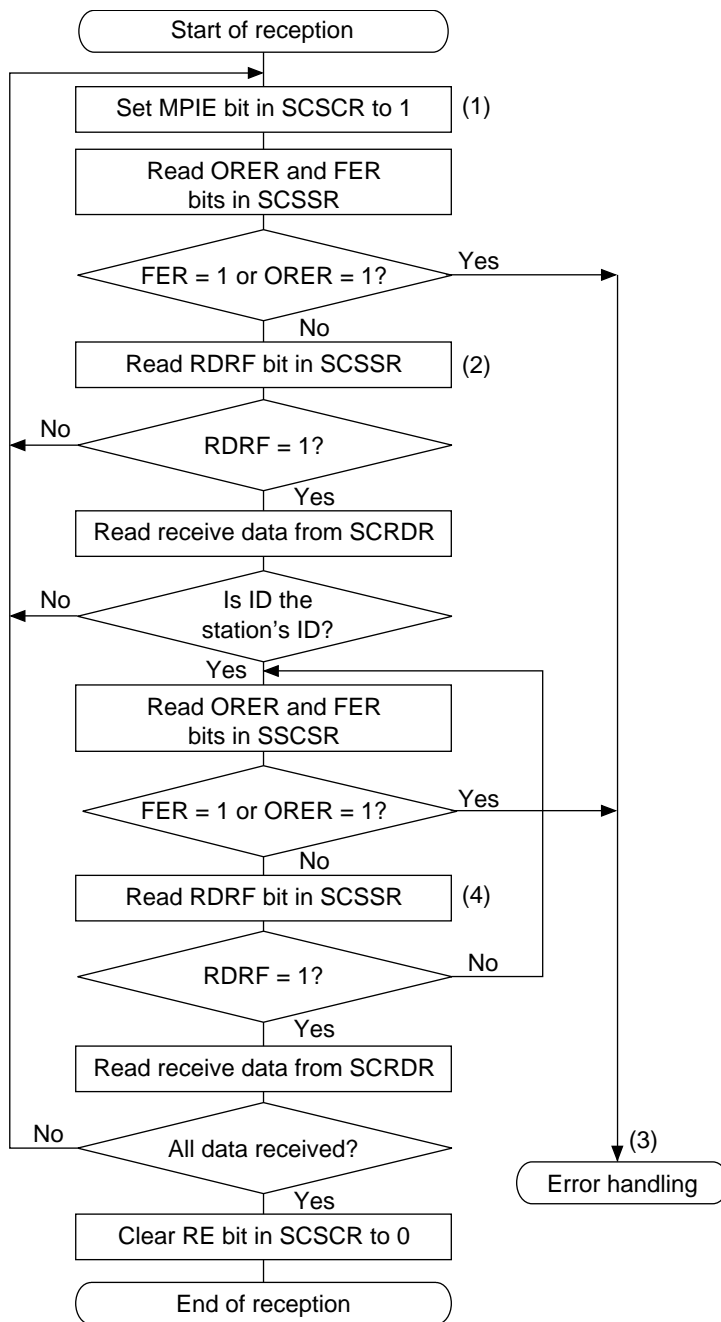 Start of reception
Set MPIE bit in SCSCR to 1
(1)
Read ORER and FER
bits in SCSSR
FER = 1 or ORER = 1?
Yes
No
Read RDRF bit in SCSSR
(2)
No
RDRF = 1?
Yes
Read receive data from SCRDR
No
Is ID the
station's ID?
Yes
Read ORER and FER
bits in SSCSR
FER = 1 or ORER = 1?
Yes
No
Read RDRF bit in SCSSR
(4)
RDRF = 1?
No
Yes
Read receive data from SCRDR
No
All data received?
(3)
Error handling
Yes
Clear RE bit in SCSCR to 0
End of reception